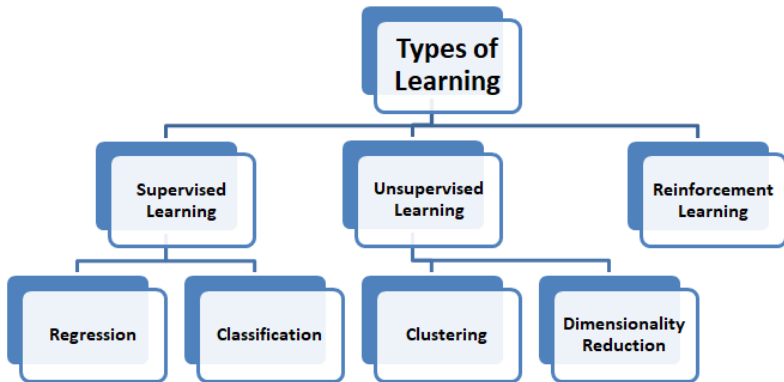 Types of
Learning
Supervised
Learning
Unsupervised
Learning
Reinforcement
Learning
Regression
Classification
Clustering
Dimensionality
Reduction